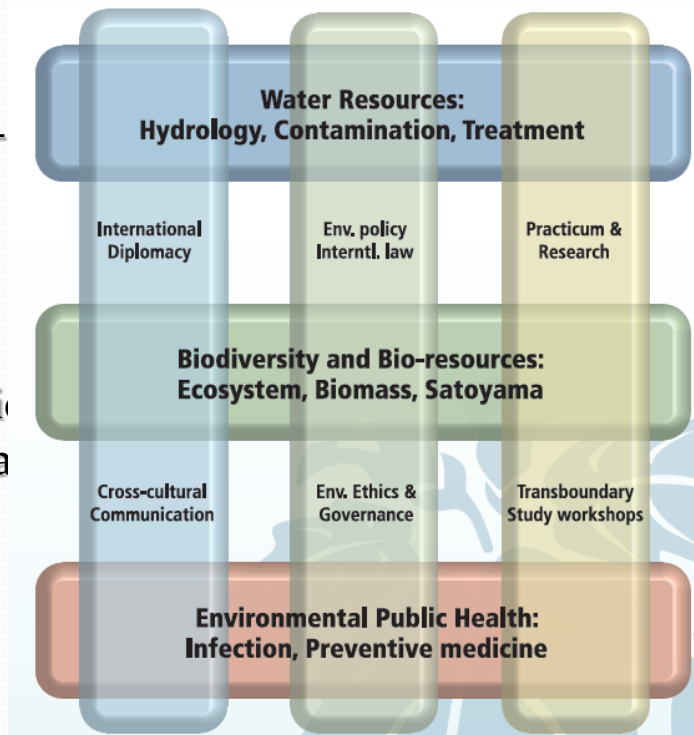 Water Resources:
Hydrology, Contamination, Treatment
International
Diplomacy
Env. policy
Interntl. law
Practicum &
Research
Biodiversity and Bio-resources:
Ecosystem, Biomass, Satoyama
Cross-cultural
Communication
Env. Ethics &
Governance
Transboundary
Study workshops
Environmental Public Health:
Infection, Preventive medicine